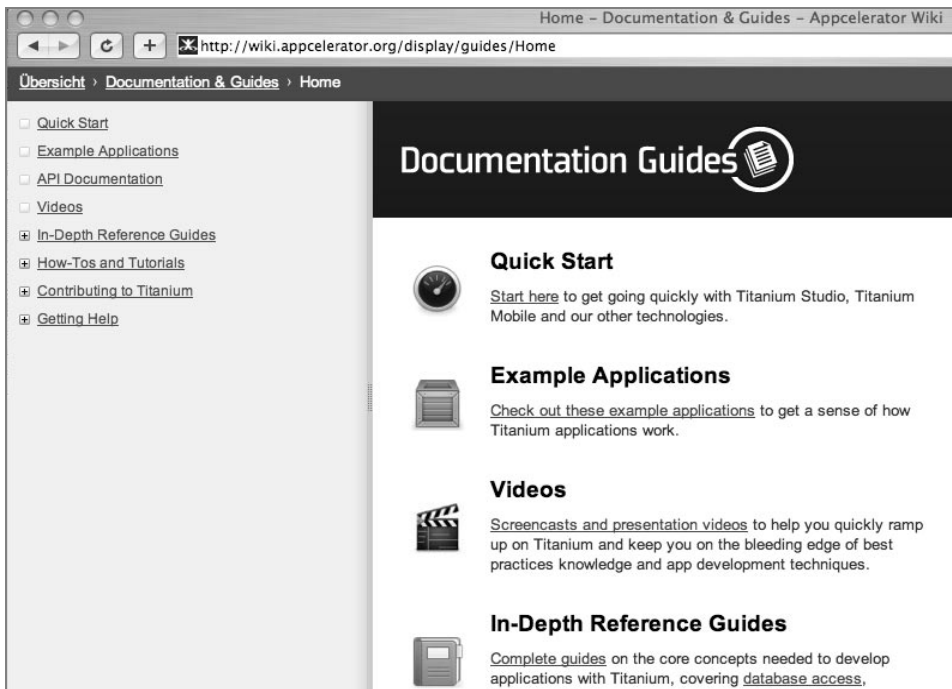 Home – Documentation & Guides – Appcelerator Wiki
http://wiki.appcelerator.org/display/guides/Home
Übersicht › Documentation & Guides › Home
Quick Start
Example Applications
API Documentation
Videos
In-Depth Reference Guides
How-Tos and Tutorials
Contributing to Titanium
Getting Help
Documentation Guides
Quick Start
Start here to get going quickly with Titanium Studio, Titanium
Mobile and our other technologies.
Example Applications
Check out these example applications to get a sense of how
Titanium applications work.
Videos
Screencasts and presentation videos to help you quickly ramp
up on Titanium and keep you on the bleeding edge of best
practices knowledge and app development techniques.
In-Depth Reference Guides
Complete guides on the core concepts needed to develop
applications with Titanium, covering database access,